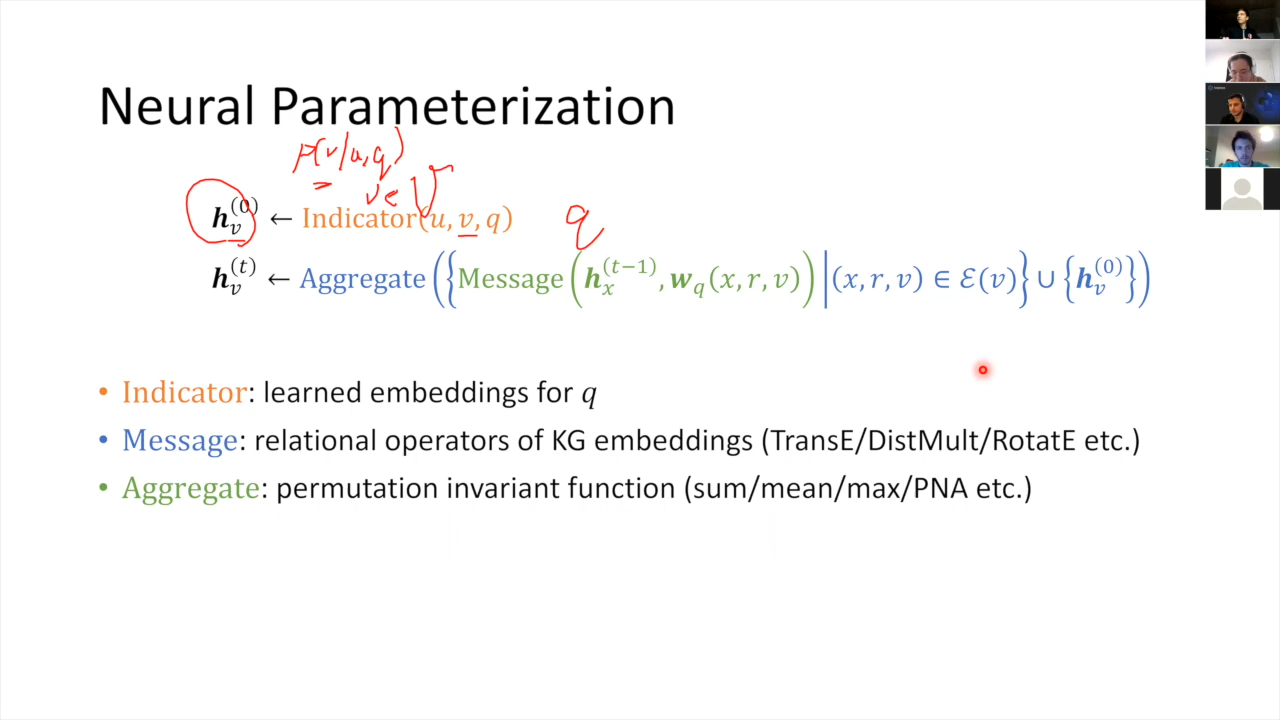 Neural Parameterization
P(v|u,q)
v∈ V
𝒉_v^(0) ← Indicator(u, v, q) q
𝒉_v^(t) ← Aggregate({Message(𝒉_x^(t−1), 𝒘_q(x, r, v)) | (x, r, v) ∈ ℰ(v)} ∪ {𝒉_v^(0)})
• Indicator: learned embeddings for q
• Message: relational operators of KG embeddings (TransE/DistMult/RotatE etc.)
• Aggregate: permutation invariant function (sum/mean/max/PNA etc.)